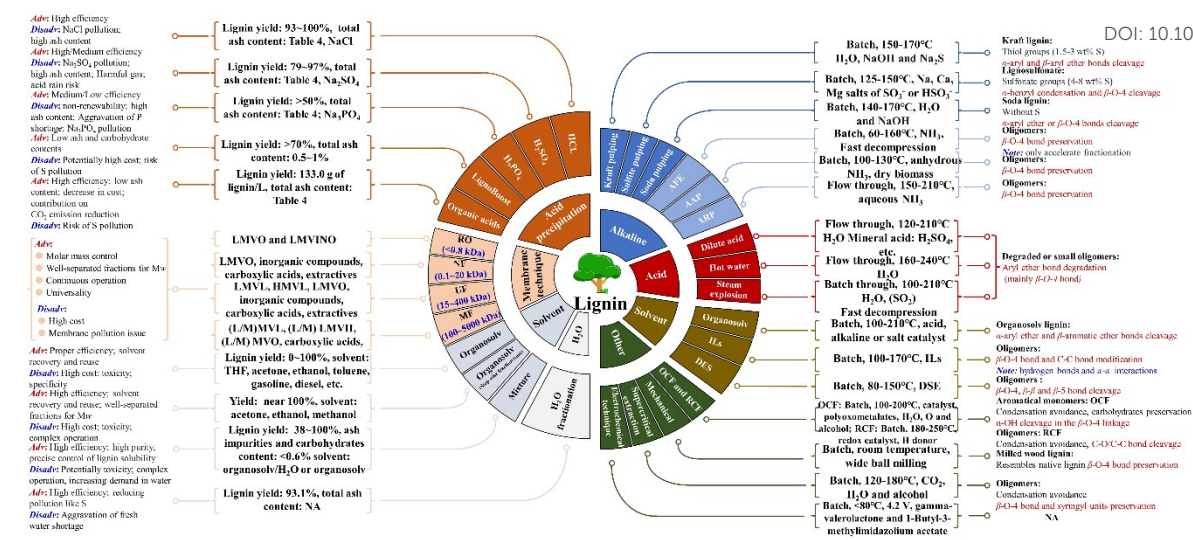 DOI: 10.10
Adv: High efficiency
Disadv: NaCl pollution;
high ash content
Adv: High/Medium efficiency
Disadv: Na2SO4 pollution;
high ash content; Harmful gas;
acid rain risk
Adv: Medium/Low efficiency
Disadv: non-renewability; high
ash content: Aggravation of P
shortage: Na3PO4 pollution
Adv: Low ash and carbohydrate
contents
Disadv: Potentially high cost; risk
of S pollution
Adv: High efficiency; low ash
content; decrease in cost;
contribution on
CO2 emission reduction
Disadv: Risk of S pollution
Adv:
Molar mass control
Well-separated fractions for Mw
Continuous operation
Universality
Disadv:
High cost
Membrane pollution issue
Adv: Proper efficiency; solvent
recovery and reuse
Disadv: High cost; toxicity;
specificity
Adv: High efficiency; solvent
recovery and reuse; well-separated
fractions for Mw
Disadv: High cost; toxicity;
complex operation
Adv: High efficiency; high purity;
precise control of lignin solubility
Disadv: Potentially toxicity; complex
operation, increasing demand in water
Adv: High efficiency; reducing
pollution like S
Disadv: Aggravation of fresh
water shortage
Lignin yield: 93~100%, total
ash content: Table 4, NaCl
Lignin yield: 79~97%, total
ash content: Table 4, Na2SO4
Lignin yield: >50%, total
ash content: Table 4; Na3PO4
Lignin yield: >70%, total ash
content: 0.5~1%
Lignin yield: 133.0 g of
lignin/L, total ash content:
Table 4
LMVO and LMVINO
LMVO, inorganic compounds,
carboxylic acids, extractives
LMVL, HMVL, LMVO,
inorganic compounds,
carboxylic acids, extractives
(L/M)MVL, (L/M) LMVH,
(L/M) MVO, carboxylic acids,
Lignin yield: 0~100%, solvent:
THF, acetone, ethanol, toluene,
gasoline, diesel, etc.
Yield: near 100%, solvent:
acetone, ethanol, methanol
Lignin yield: 38~100%, ash
impurities and carbohydrates
content: <0.6% solvent:
organosolv/H2O or organosolv
Lignin yield: 93.1%, total ash
content: NA
HCL
H2SO4
H3PO4
LignoBoost
Organic acids
RO
(<0.8 kDa)
NF
(0.1~20 kDa)
UF
(15~400 kDa)
MF
(100~5000 kDa)
Organosolv
Organosolv
Mixture
H2O
fractionation
Acid
precipitation
Membrane
technique
Solvent
H2O
Lignin
Alkaline
Acid
Solvent
Other
Kraft pulping
Sulfite pulping
Soda pulping
AFE
AAP
ARP
Dilute acid
Hot water
Steam
explosion
Organosolv
ILs
DES
OCF and RCF
Mechanical
Supercritical
extraction
Electrochemical
technique
Batch, 150-170°C
H2O, NaOH and Na2S
Batch, 125-150°C, Na, Ca,
Mg salts of SO3- or HSO3-
Batch, 140-170°C, H2O
and NaOH
Batch, 60-160°C, NH3,
Fast decompression
Batch, 100-130°C, anhydrous
NH3, dry biomass
Flow through, 150-210°C,
aqueous NH3
Flow through, 120-210°C
H2O Mineral acid: H2SO4,
etc.
Flow through, 160-240°C
H2O
Batch through, 100-210°C
H2O, (SO2)
Fast decompression
Batch, 100-210°C, acid,
alkaline or salt catalyst
Batch, 100-170°C, ILs
Batch, 80-150°C, DSE
OCF: Batch, 100-200°C, catalyst,
polyoxometalates, H2O, O and
alcohol; RCF: Batch, 180-250°C,
redox catalyst, H donor
Batch, room temperature,
wide ball milling
Batch, 120-180°C, CO2,
H2O and alcohol
Batch, <80°C, 4.2 V, gamma-
valerolactone and 1-Butyl-3-
methylimidazolium acetate
Kraft lignin:
Thiol groups (1.5-3 wt% S)
α-aryl and β-aryl ether bonds cleavage
Lignosulfonate:
Sulfonate groups (4-8 wt% S)
α-henzyl condensation and β-O-4 cleavage
Soda lignin:
Without S
α-aryl ether or β-O-4 bonds cleavage
Oligomers:
β-O-4 bond preservation
Note: only accelerate fractionation
Oligomers:
β-O-4 bond preservation
Oligomers:
β-O-4 bond preservation
Degraded or small oligomers:
Aryl ether bond degradation
(mainly β-O-4 bond)
Organosolv lignin:
α-aryl ether and β-aromatic ether bonds cleavage
Oligomers:
β-O-4 bond and C-C bond modification
Note: hydrogen bonds and π-π interactions
Oligomers :
β-O-4, β-β and β-5 bond cleavage
Aromatical monomers: OCF
Condensation avoidance, carbohydrates preservation
α-OH cleavage in the β-O-4 linkage
Oligomers: RCF
Condensation avoidance, C-O/C-C bond cleavage
Milled wood lignin:
Resembles native lignin β-O-4 bond preservation
Oligomers:
Condensation avoidance
β-O-4 bond and syringyl units preservation
NA